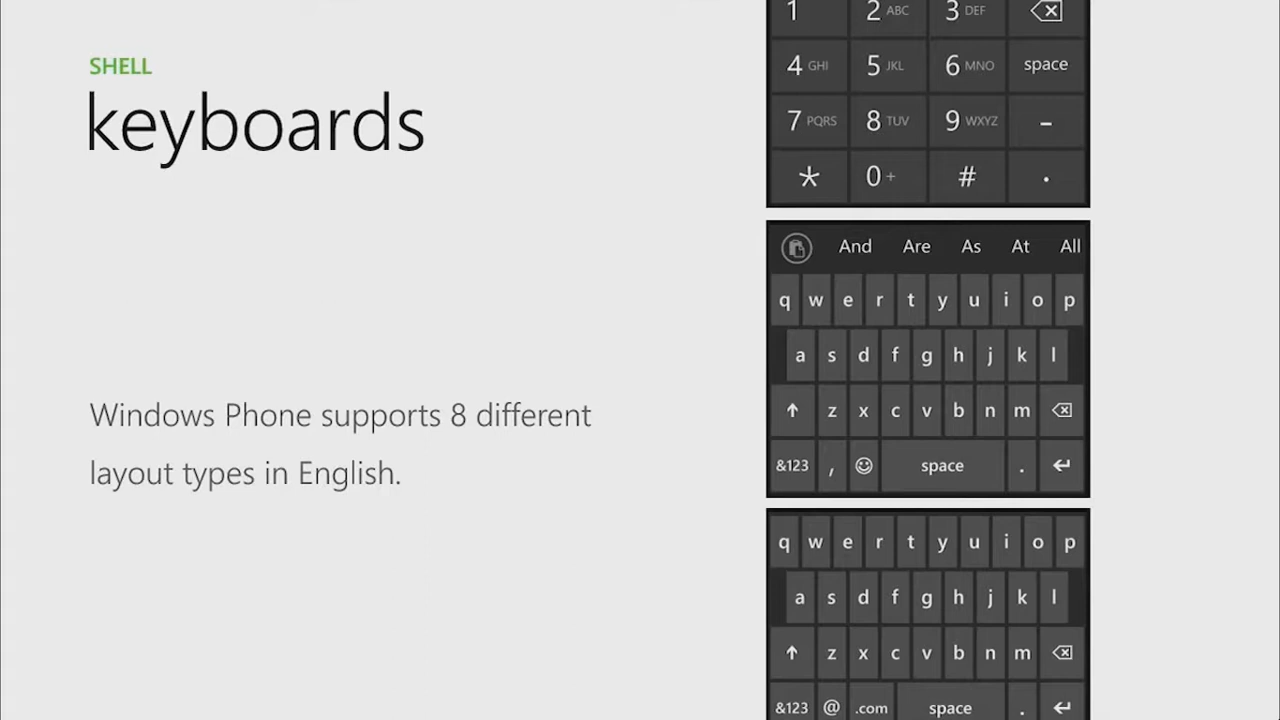 SHELL
keyboards
Windows Phone supports 8 different
layout types in English.
1 2 ABC 3 DEF
4 GHI 5 JKL 6 MNO space
7 PQRS 8 TUV 9 WXYZ -
* 0 + # .
And Are As At All
q w e r t y u i o p
a s d f g h j k l
z x c v b n m
&123 , space .
q w e r t y u i o p
a s d f g h j k l
z x c v b n m
&123 @ .com space .